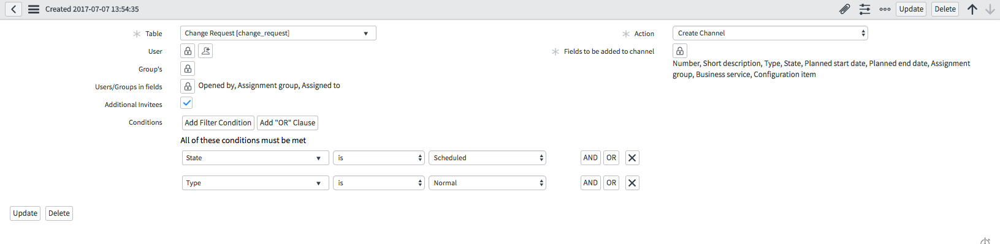 Created 2017-07-07 13:54:35
Update
Delete
Table
Change Request [change_request]
Action
Create Channel
User
Fields to be added to channel
Number, Short description, Type, State, Planned start date, Planned end date, Assignment
group, Business service, Configuration item
Group's
Users/Groups in fields
Opened by, Assignment group, Assigned to
Additional Invitees
Conditions
Add Filter Condition
Add "OR" Clause
All of these conditions must be met
State
is
Scheduled
AND
OR
Type
is
Normal
AND
OR
Update
Delete